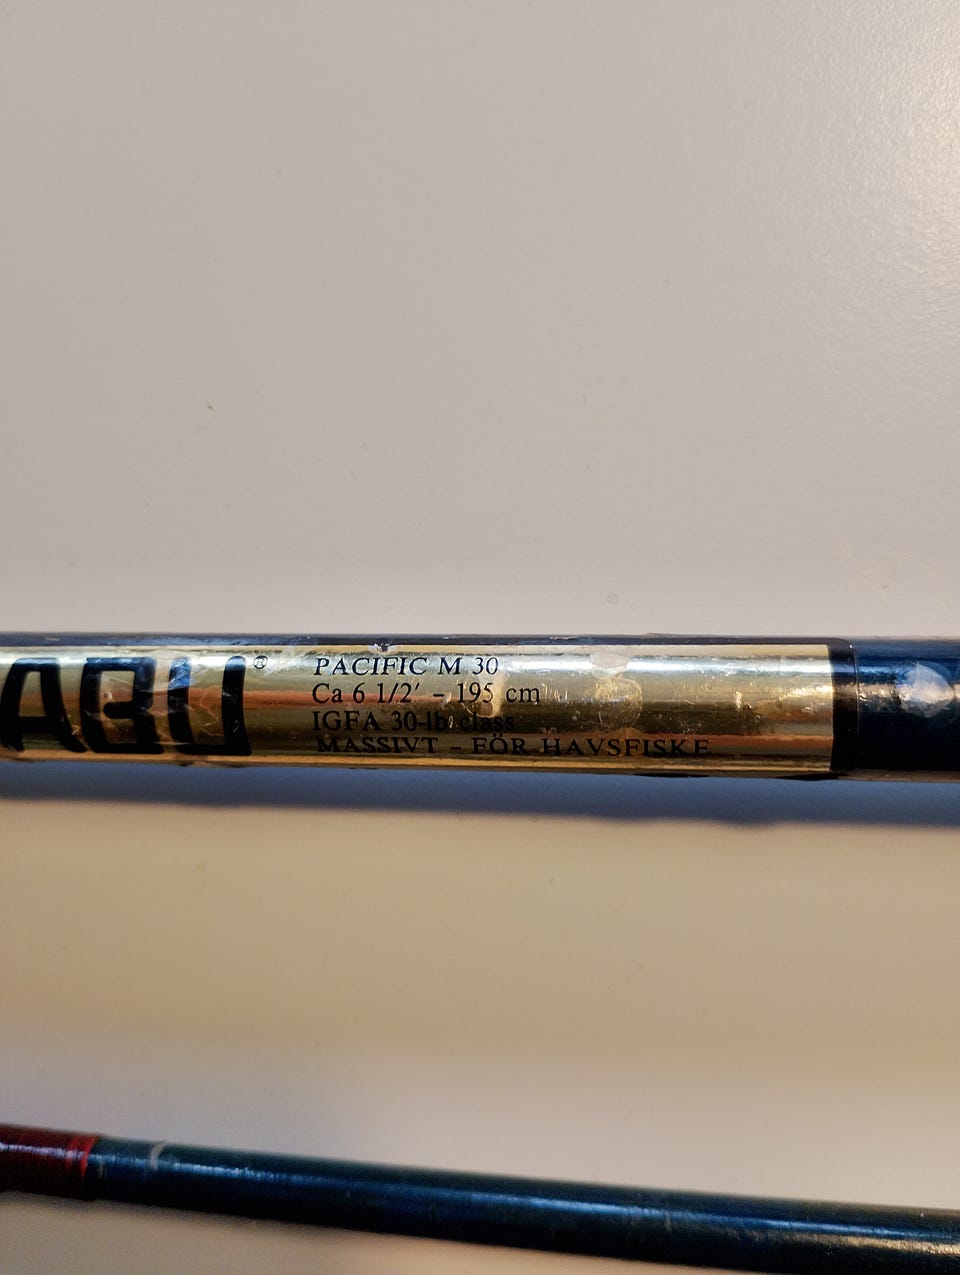 ABU®
PACIFIC M 30
Ca 6 1/2' - 195 cm
IGFA 30-lb class
MASSIVT - FÖR HAVSFISKE